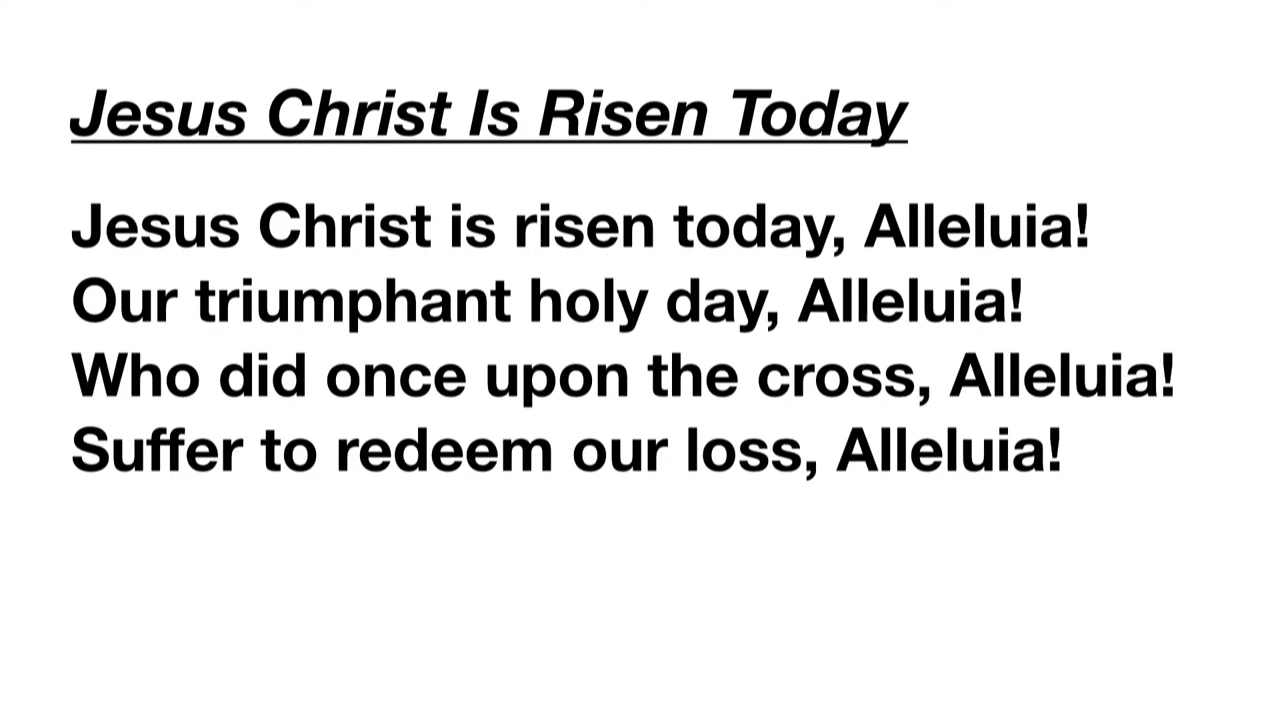 Jesus Christ Is Risen Today
Jesus Christ is risen today, Alleluia!
Our triumphant holy day, Alleluia!
Who did once upon the cross, Alleluia!
Suffer to redeem our loss, Alleluia!